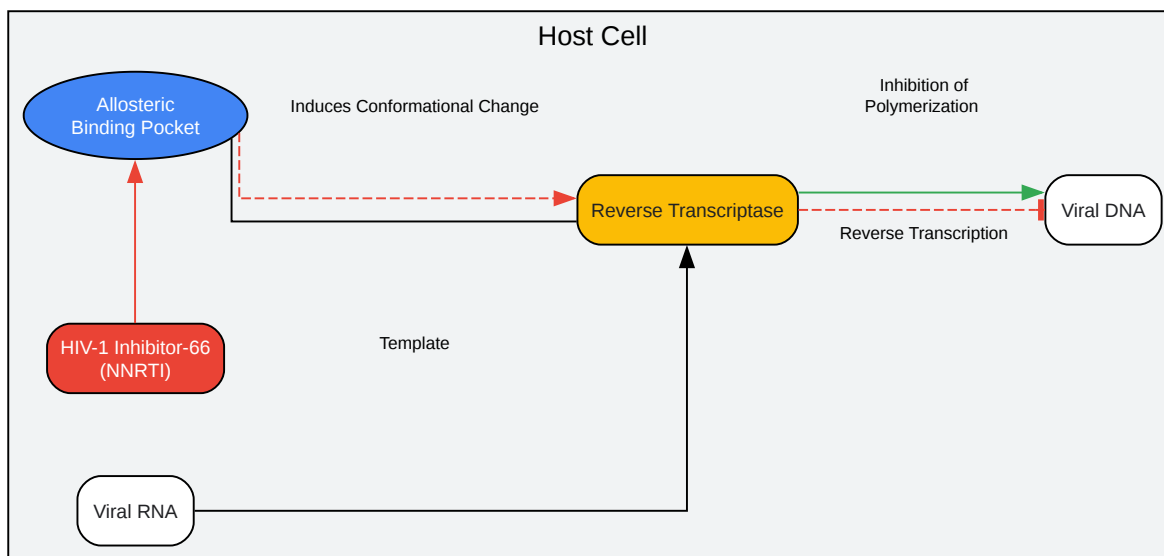 Host Cell
Allosteric
Binding Pocket
Induces Conformational Change
Inhibition of
Polymerization
Reverse Transcriptase
Viral DNA
Reverse Transcription
HIV-1 Inhibitor-66
(NNRTI)
Template
Viral RNA